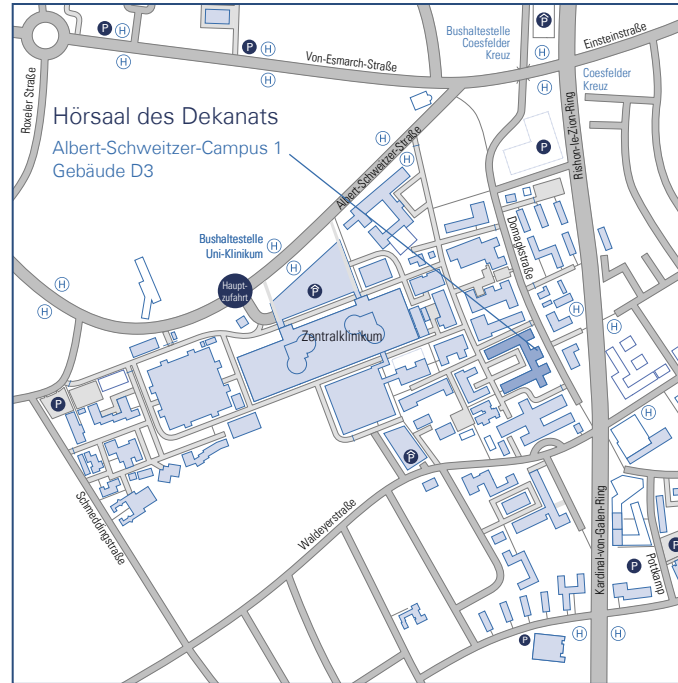 P
H
P
H
H
H
Von-Esmarch-Straße
Bushaltestelle
Coesfelder
Kreuz
P
H
H
Einsteinstraße
Coesfelder
Kreuz
H
H
Roxeler Straße
Rishon-le-Zion-Ring
Hörsaal des Dekanats
Albert-Schweitzer-Campus 1
Gebäude D3
Albert-Schweitzer-Straße
H
H
P
Domagkstraße
Bushaltestelle
Uni-Klinikum
H
H
H
H
Haupt-
zufahrt
P
Zentralklinikum
H
H
P
H
P
Schmeddingstraße
Waldeyerstraße
Kardinal-von-Galen-Ring
Pottkamp
P
P
P
H
H